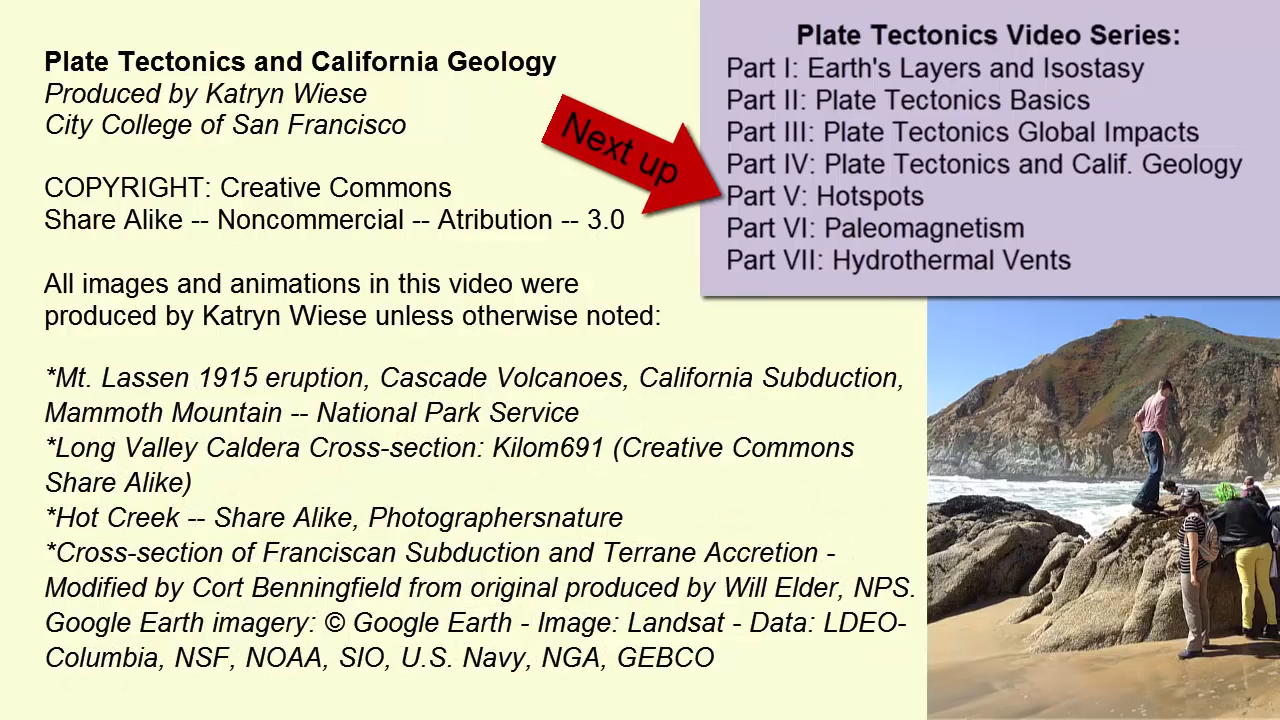 Plate Tectonics and California Geology
Produced by Katryn Wiese
City College of San Francisco
COPYRIGHT: Creative Commons
Share Alike -- Noncommercial -- Atribution -- 3.0
All images and animations in this video were
produced by Katryn Wiese unless otherwise noted:
*Mt. Lassen 1915 eruption, Cascade Volcanoes, California Subduction,
Mammoth Mountain -- National Park Service
*Long Valley Caldera Cross-section: Kilom691 (Creative Commons
Share Alike)
*Hot Creek -- Share Alike, Photographersnature
*Cross-section of Franciscan Subduction and Terrane Accretion -
Modified by Cort Benningfield from original produced by Will Elder, NPS.
Google Earth imagery: © Google Earth - Image: Landsat - Data: LDEO-
Columbia, NSF, NOAA, SIO, U.S. Navy, NGA, GEBCO
Next up
Plate Tectonics Video Series:
Part I: Earth's Layers and Isostasy
Part II: Plate Tectonics Basics
Part III: Plate Tectonics Global Impacts
Part IV: Plate Tectonics and Calif. Geology
Part V: Hotspots
Part VI: Paleomagnetism
Part VII: Hydrothermal Vents